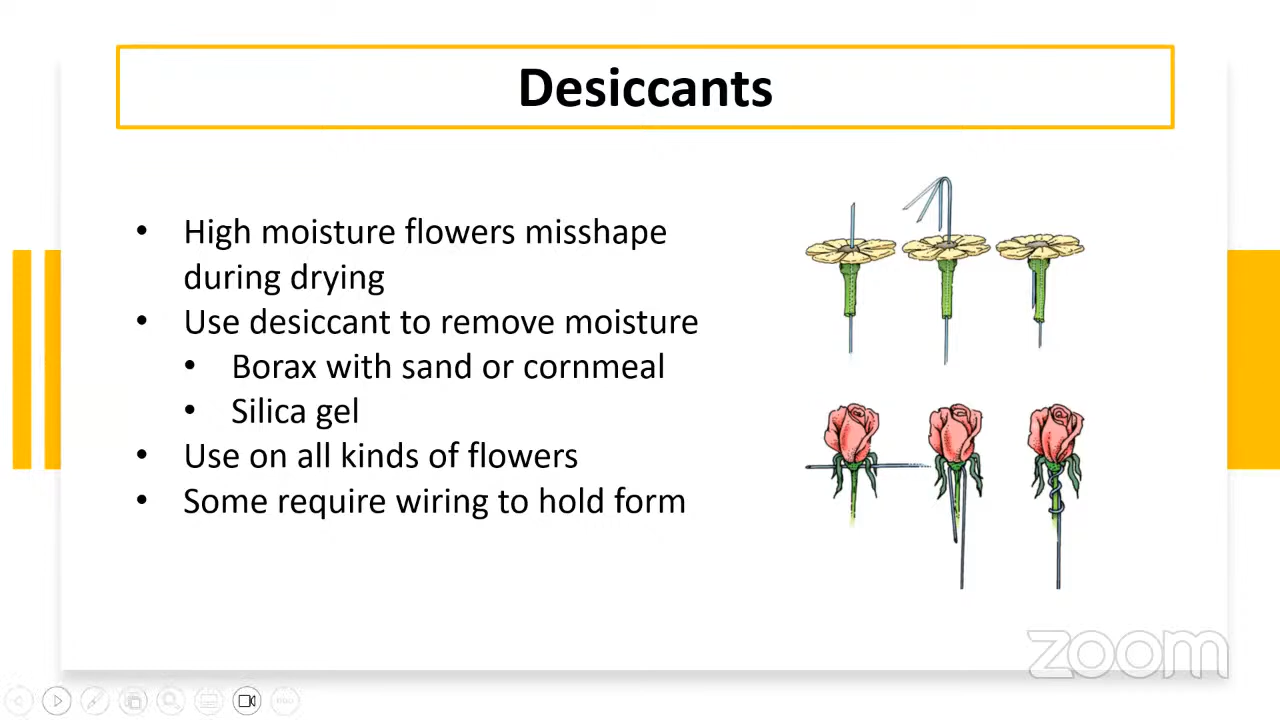 Desiccants
• High moisture flowers misshape
during drying
• Use desiccant to remove moisture
• Borax with sand or cornmeal
• Silica gel
• Use on all kinds of flowers
• Some require wiring to hold form
zoom